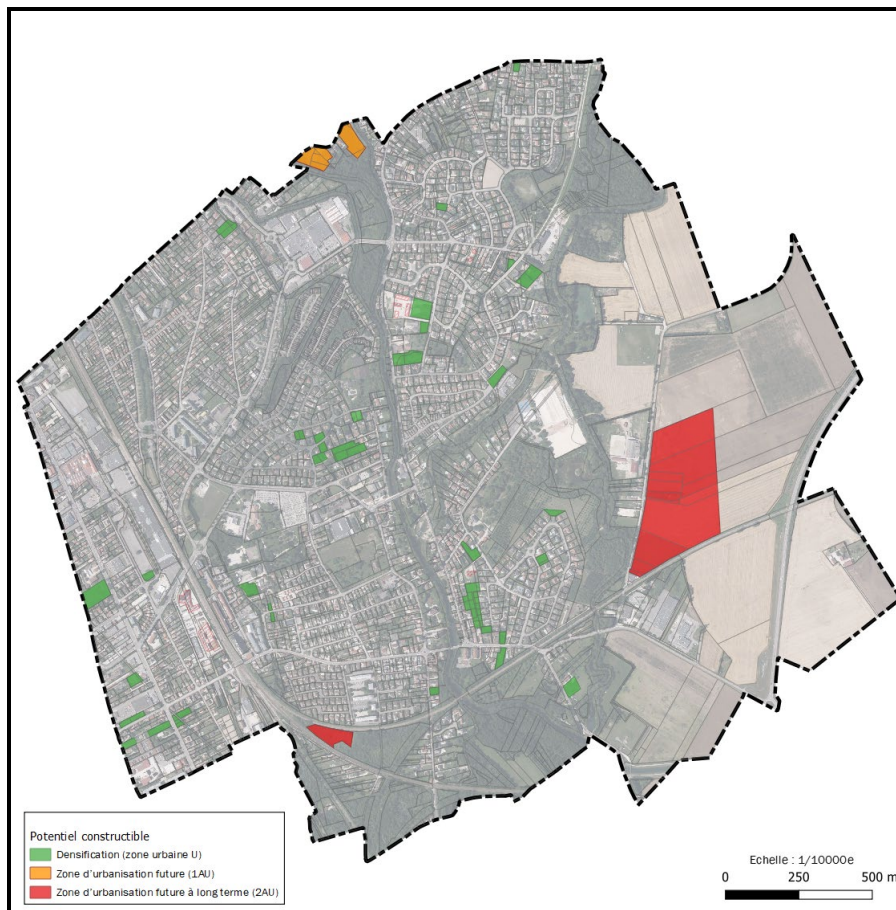 Potentiel constructible
Densification (zone urbaine U)
Zone d'urbanisation future (1AU)
Zone d'urbanisation future à long terme (2AU)
Echelle : 1/10000e
0 250 500 m